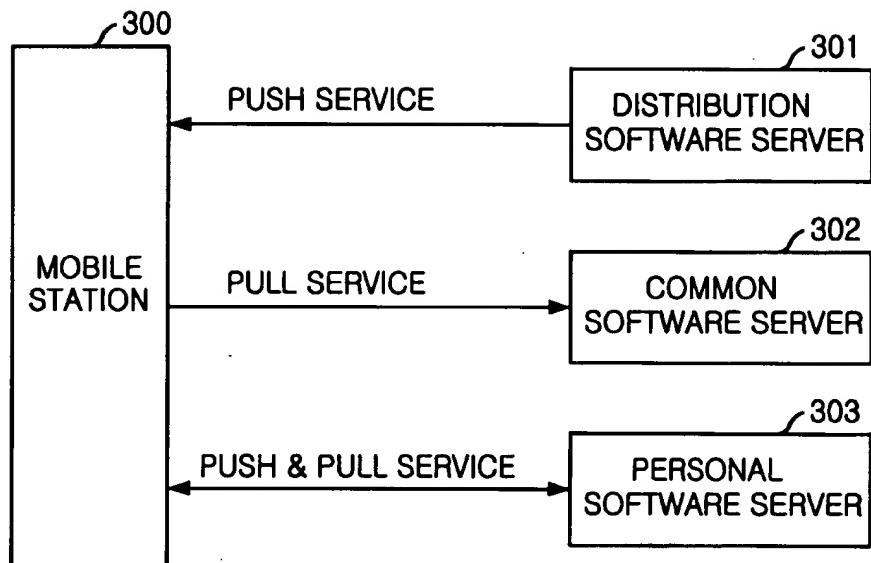 300
301
PUSH SERVICE
DISTRIBUTION
SOFTWARE SERVER
302
MOBILE
STATION
PULL SERVICE
COMMON
SOFTWARE SERVER
303
PUSH & PULL SERVICE
PERSONAL
SOFTWARE SERVER